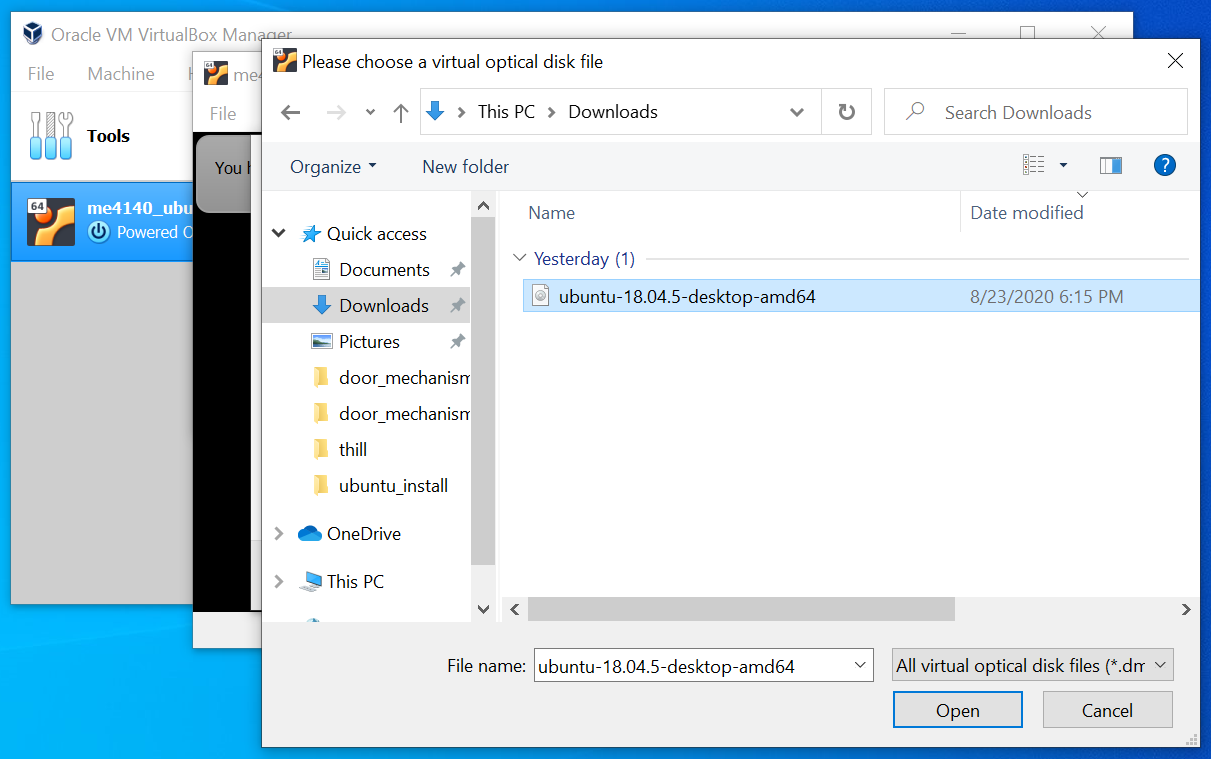 Oracle VM VirtualBox Manager
File Machine
Tools
64
me4140_ubu
Powered O
64
me4
File
You h
64
Please choose a virtual optical disk file
This PC Downloads
Search Downloads
Organize New folder
?
Quick access
Documents
Downloads
Pictures
door_mechanism
door_mechanism
thill
ubuntu_install
OneDrive
This PC
Name Date modified
Yesterday (1)
ubuntu-18.04.5-desktop-amd64 8/23/2020 6:15 PM
File name: ubuntu-18.04.5-desktop-amd64 All virtual optical disk files (*.dm
Open Cancel